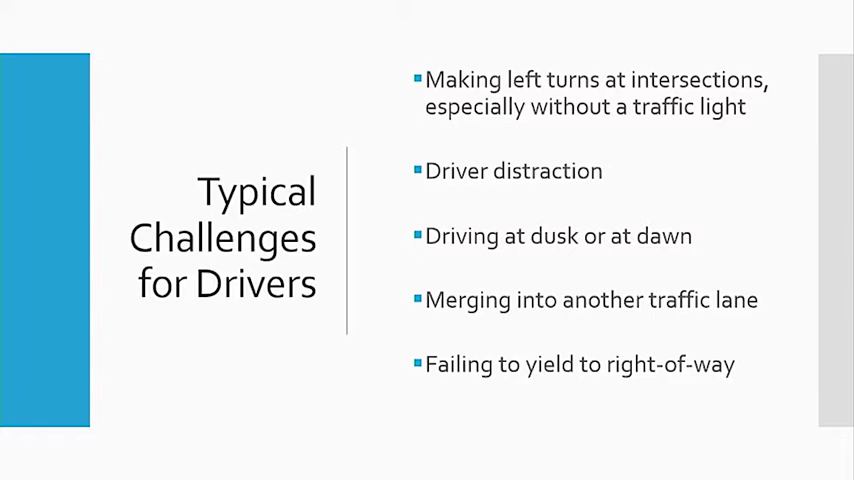 Typical
Challenges
for Drivers
Making left turns at intersections,
especially without a traffic light
Driver distraction
Driving at dusk or at dawn
Merging into another traffic lane
Failing to yield to right-of-way